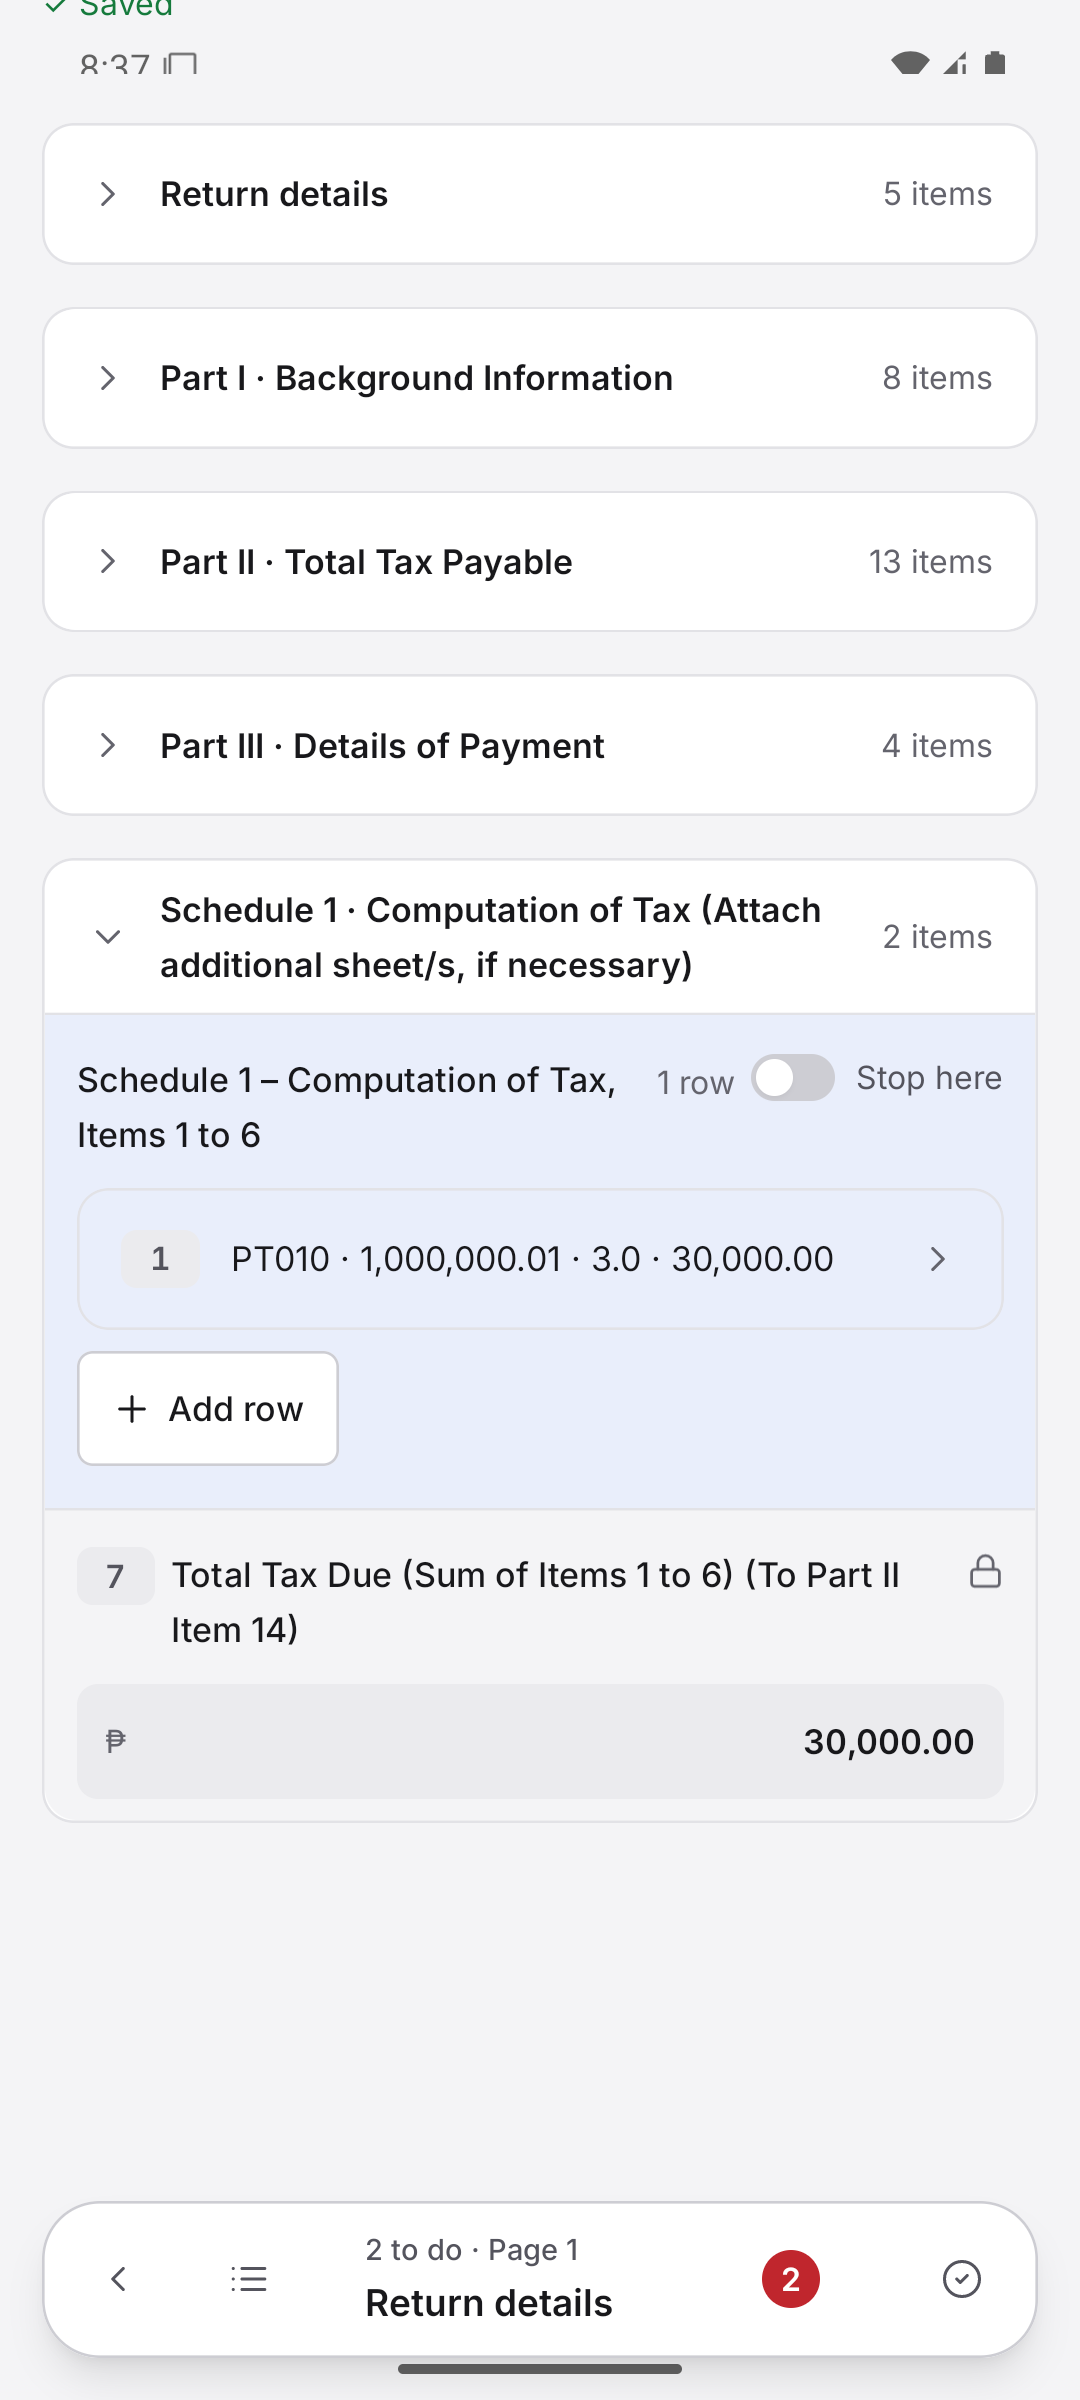 Saved
8:37
Return details
5 items
Part I · Background Information
8 items
Part II · Total Tax Payable
13 items
Part III · Details of Payment
4 items
Schedule 1 · Computation of Tax (Attach
additional sheet/s, if necessary)
2 items
Schedule 1 – Computation of Tax,
Items 1 to 6
1 row
Stop here
1
PT010 · 1,000,000.01 · 3.0 · 30,000.00
+ Add row
7
Total Tax Due (Sum of Items 1 to 6) (To Part II
Item 14)
₱
30,000.00
2 to do · Page 1
Return details
2